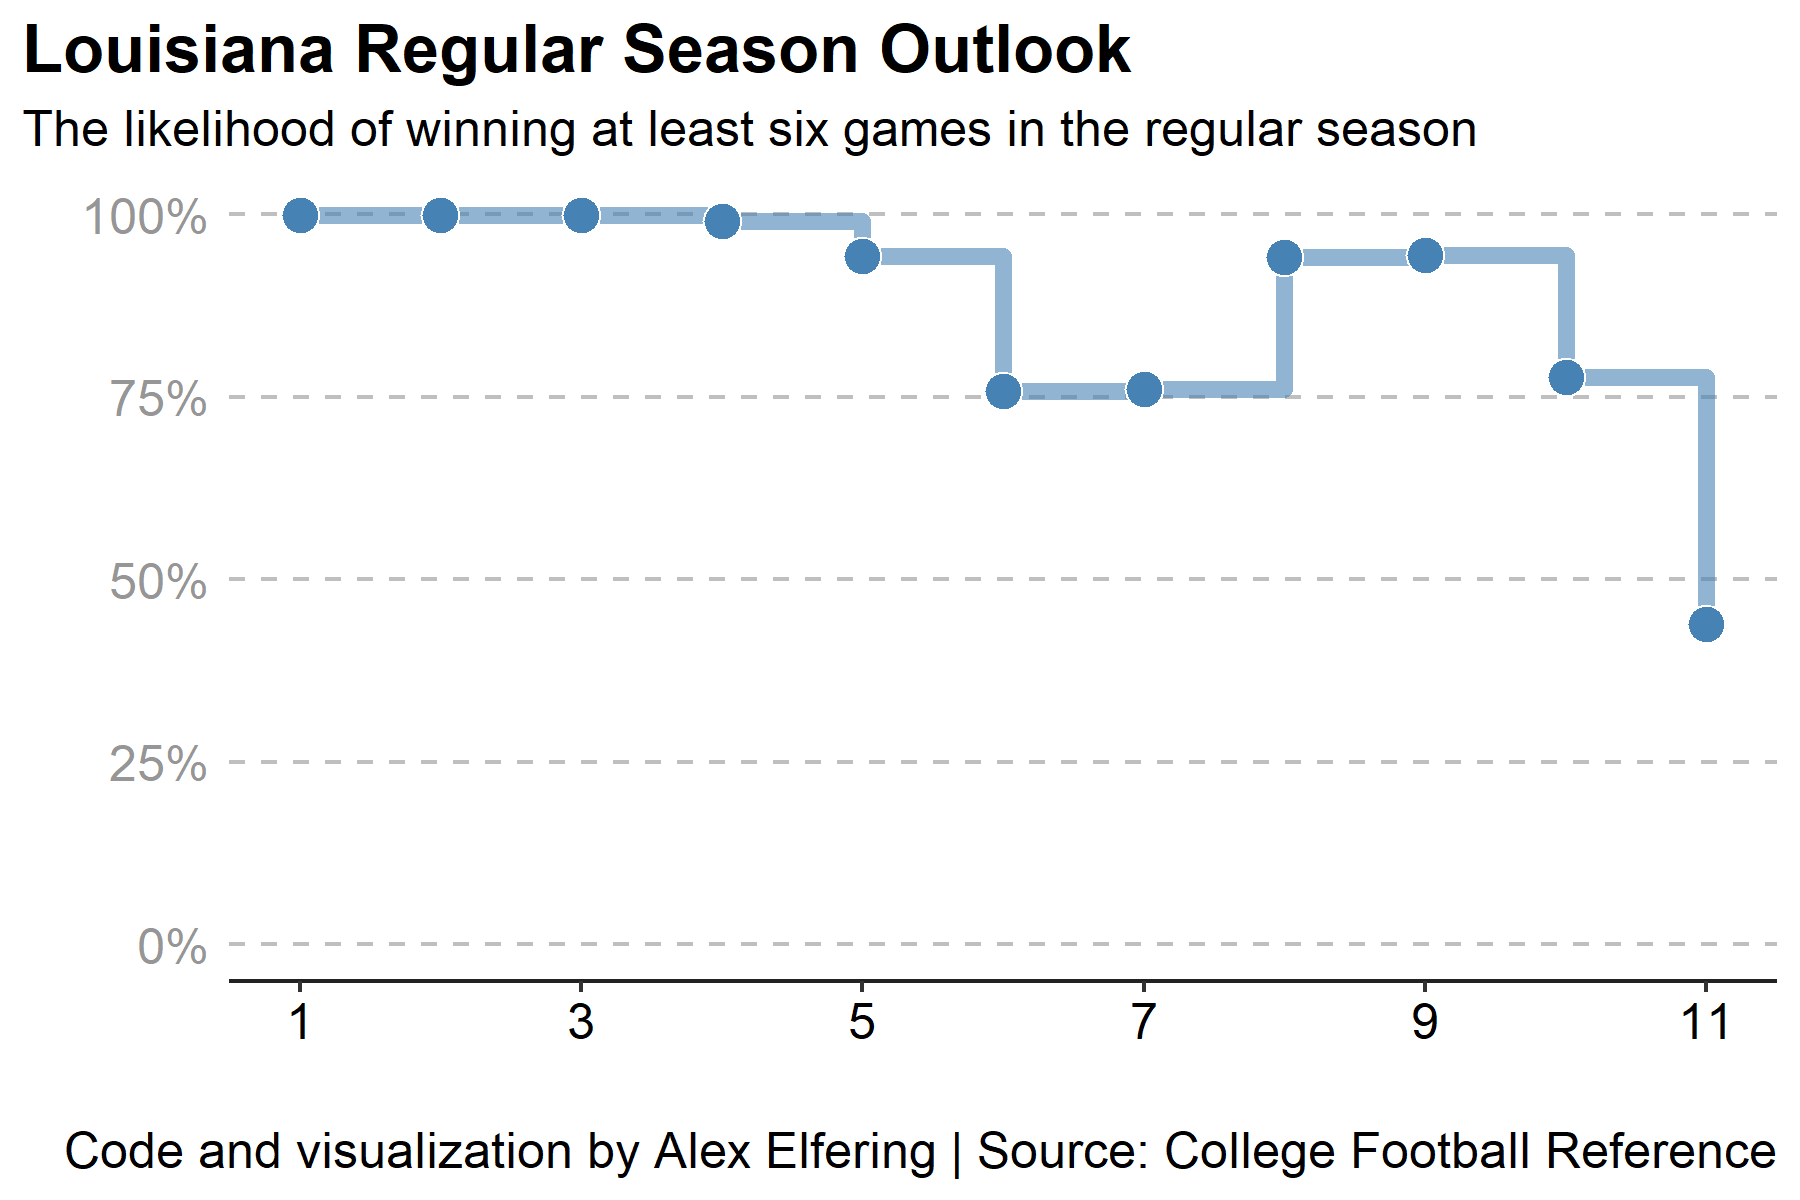 Louisiana Regular Season Outlook
The likelihood of winning at least six games in the regular season
100%
75%
50%
25%
0%
1 3 5 7 9 11
Code and visualization by Alex Elfering | Source: College Football Reference